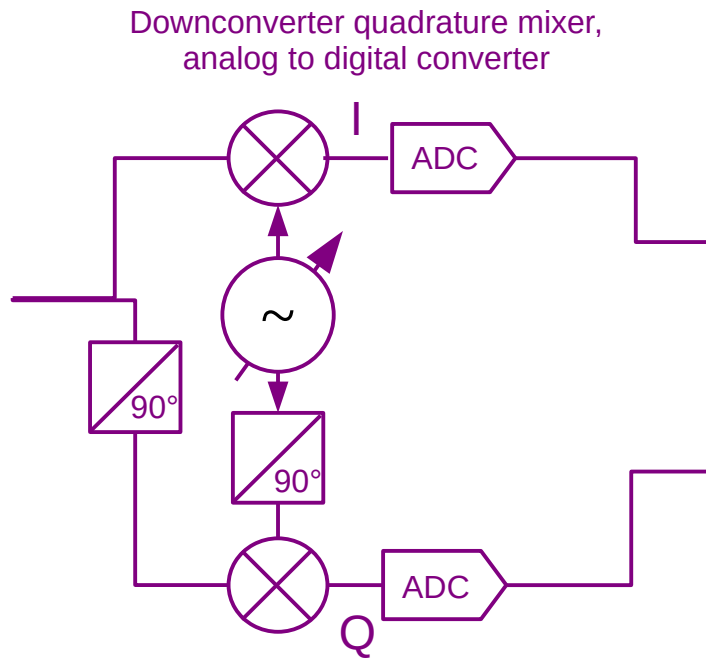 Downconverter quadrature mixer,
analog to digital converter
I
ADC
~
90°
90°
ADC
Q